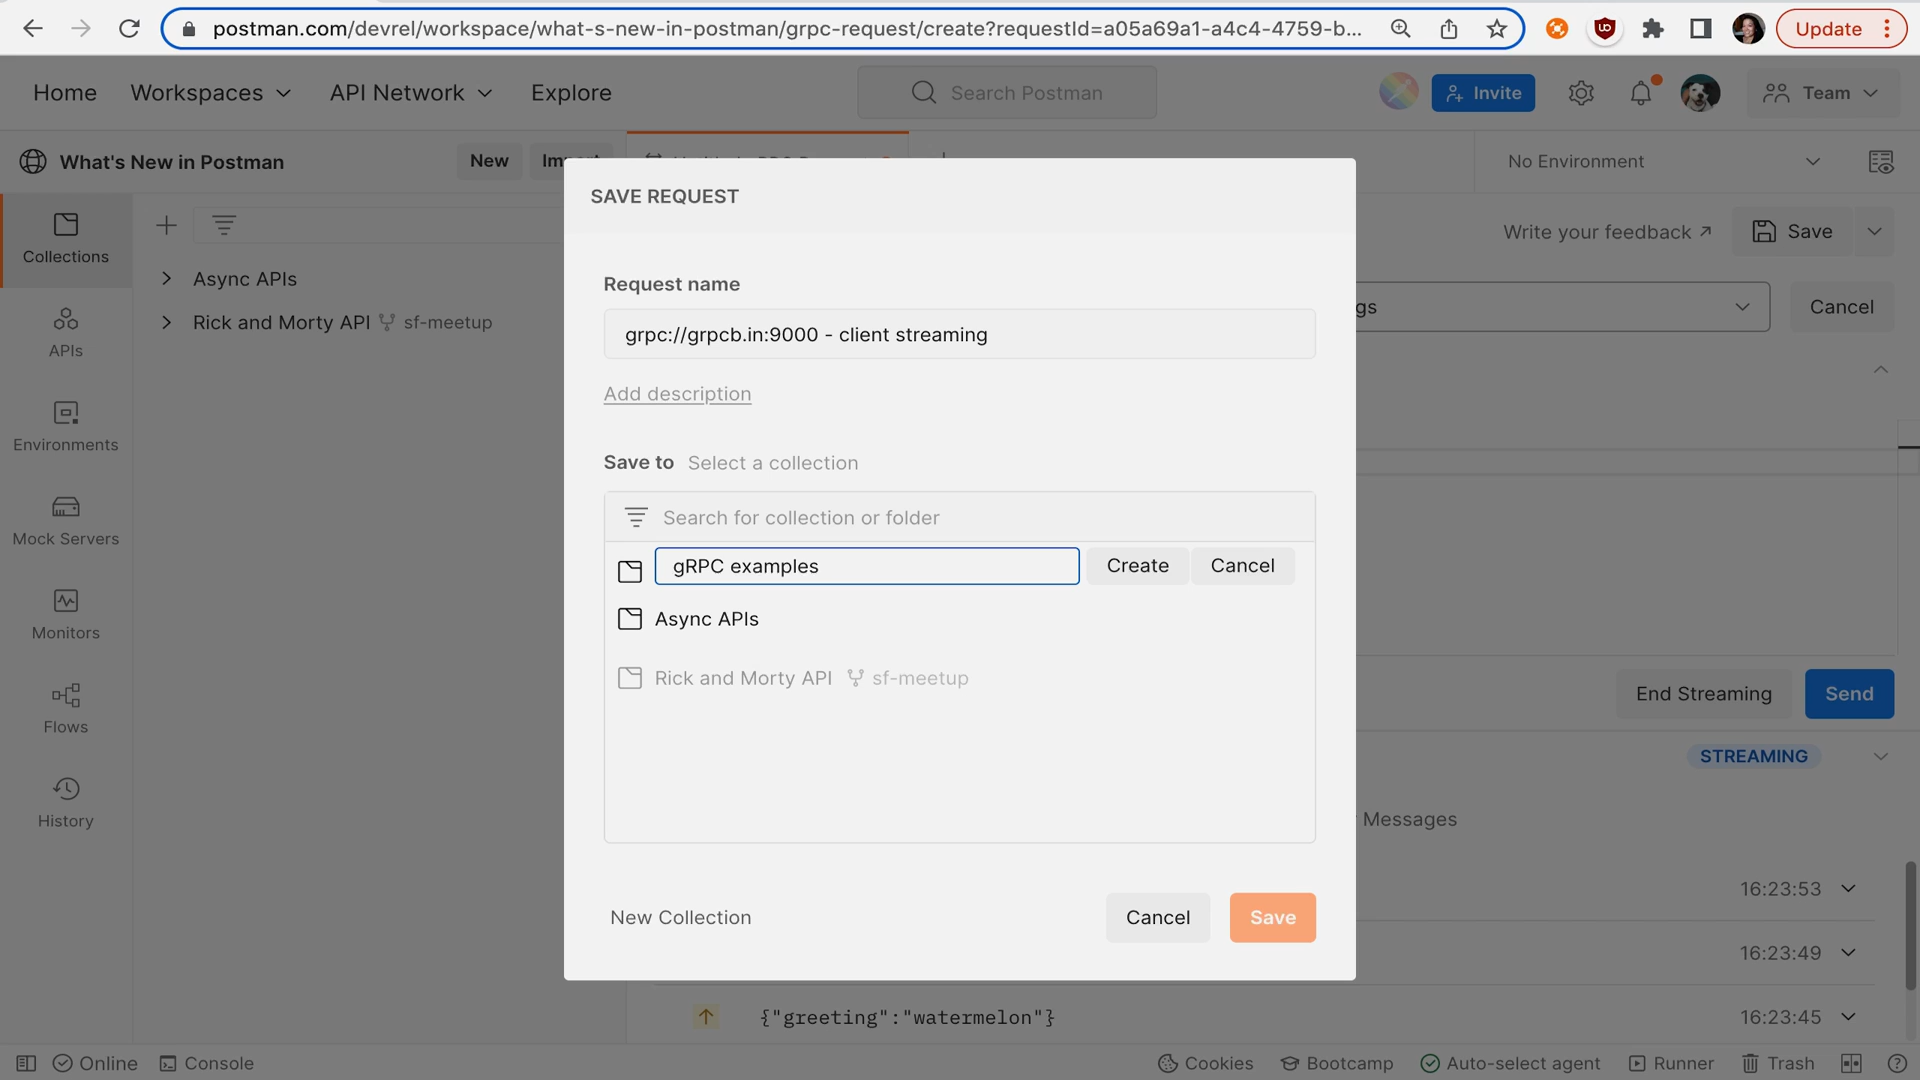 postman.com/devrel/workspace/what-s-new-in-postman/grpc-request/create?requestId=a05a69a1-a4c4-4759-b...
Update
Home
Workspaces
API Network
Explore
Search Postman
Invite
Team
What's New in Postman
New
No Environment
Collections
APIs
Environments
Mock Servers
Monitors
Flows
History
Async APIs
Rick and Morty API sf-meetup
Write your feedback
Save
gs
Cancel
SAVE REQUEST
Request name
grpc://grpcb.in:9000 - client streaming
Add description
Save to Select a collection
Search for collection or folder
gRPC examples
Create
Cancel
Async APIs
Rick and Morty API sf-meetup
New Collection
Cancel
Save
End Streaming
Send
STREAMING
Messages
16:23:53
16:23:49
{"greeting":"watermelon"}
16:23:45
Online
Console
Cookies
Bootcamp
Auto-select agent
Runner
Trash